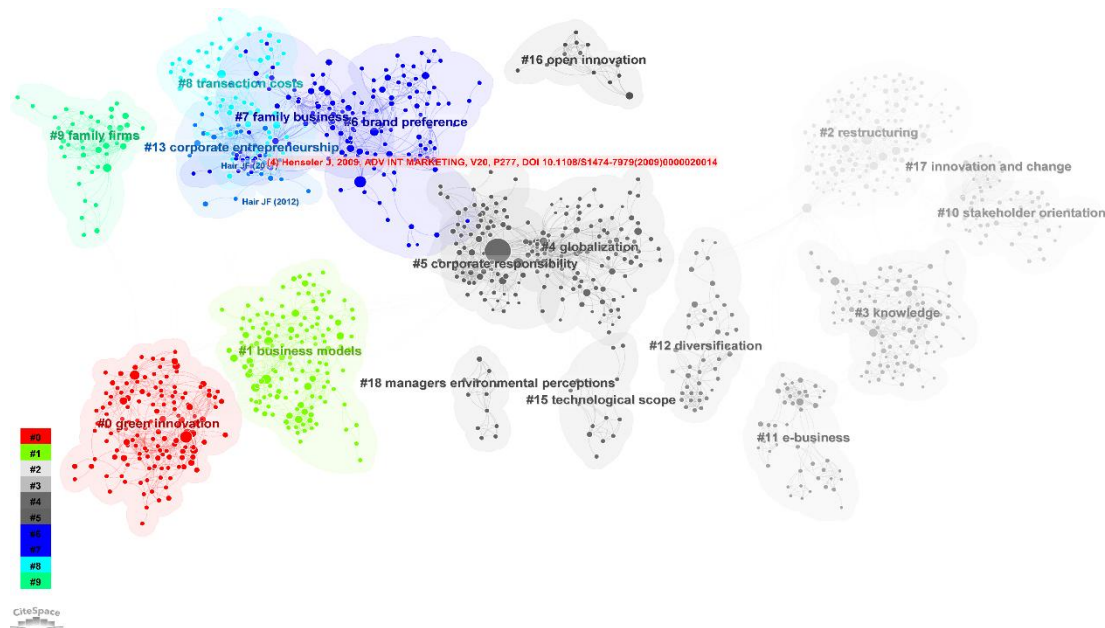 #16 open innovation
#8 transaction costs
#7 family business
#6 brand preference
#9 family firms
#13 corporate entrepreneurship
#2 restructuring
#17 innovation and change
(4) Henseler J, 2009, ADV INT MARKETING, V20, P277, DOI 10.1108/S1474-7979(2009)0000020014
Hair JF
Hair JF (2012)
#10 stakeholder orientation
#4 globalization
#5 corporate responsibility
#3 knowledge
#12 diversification
#1 business models
#18 managers environmental perceptions
#15 technological scope
#0 green innovation
#11 e-business
#0
#1
#2
#3
#4
#5
#6
#7
#8
#9
CiteSpace